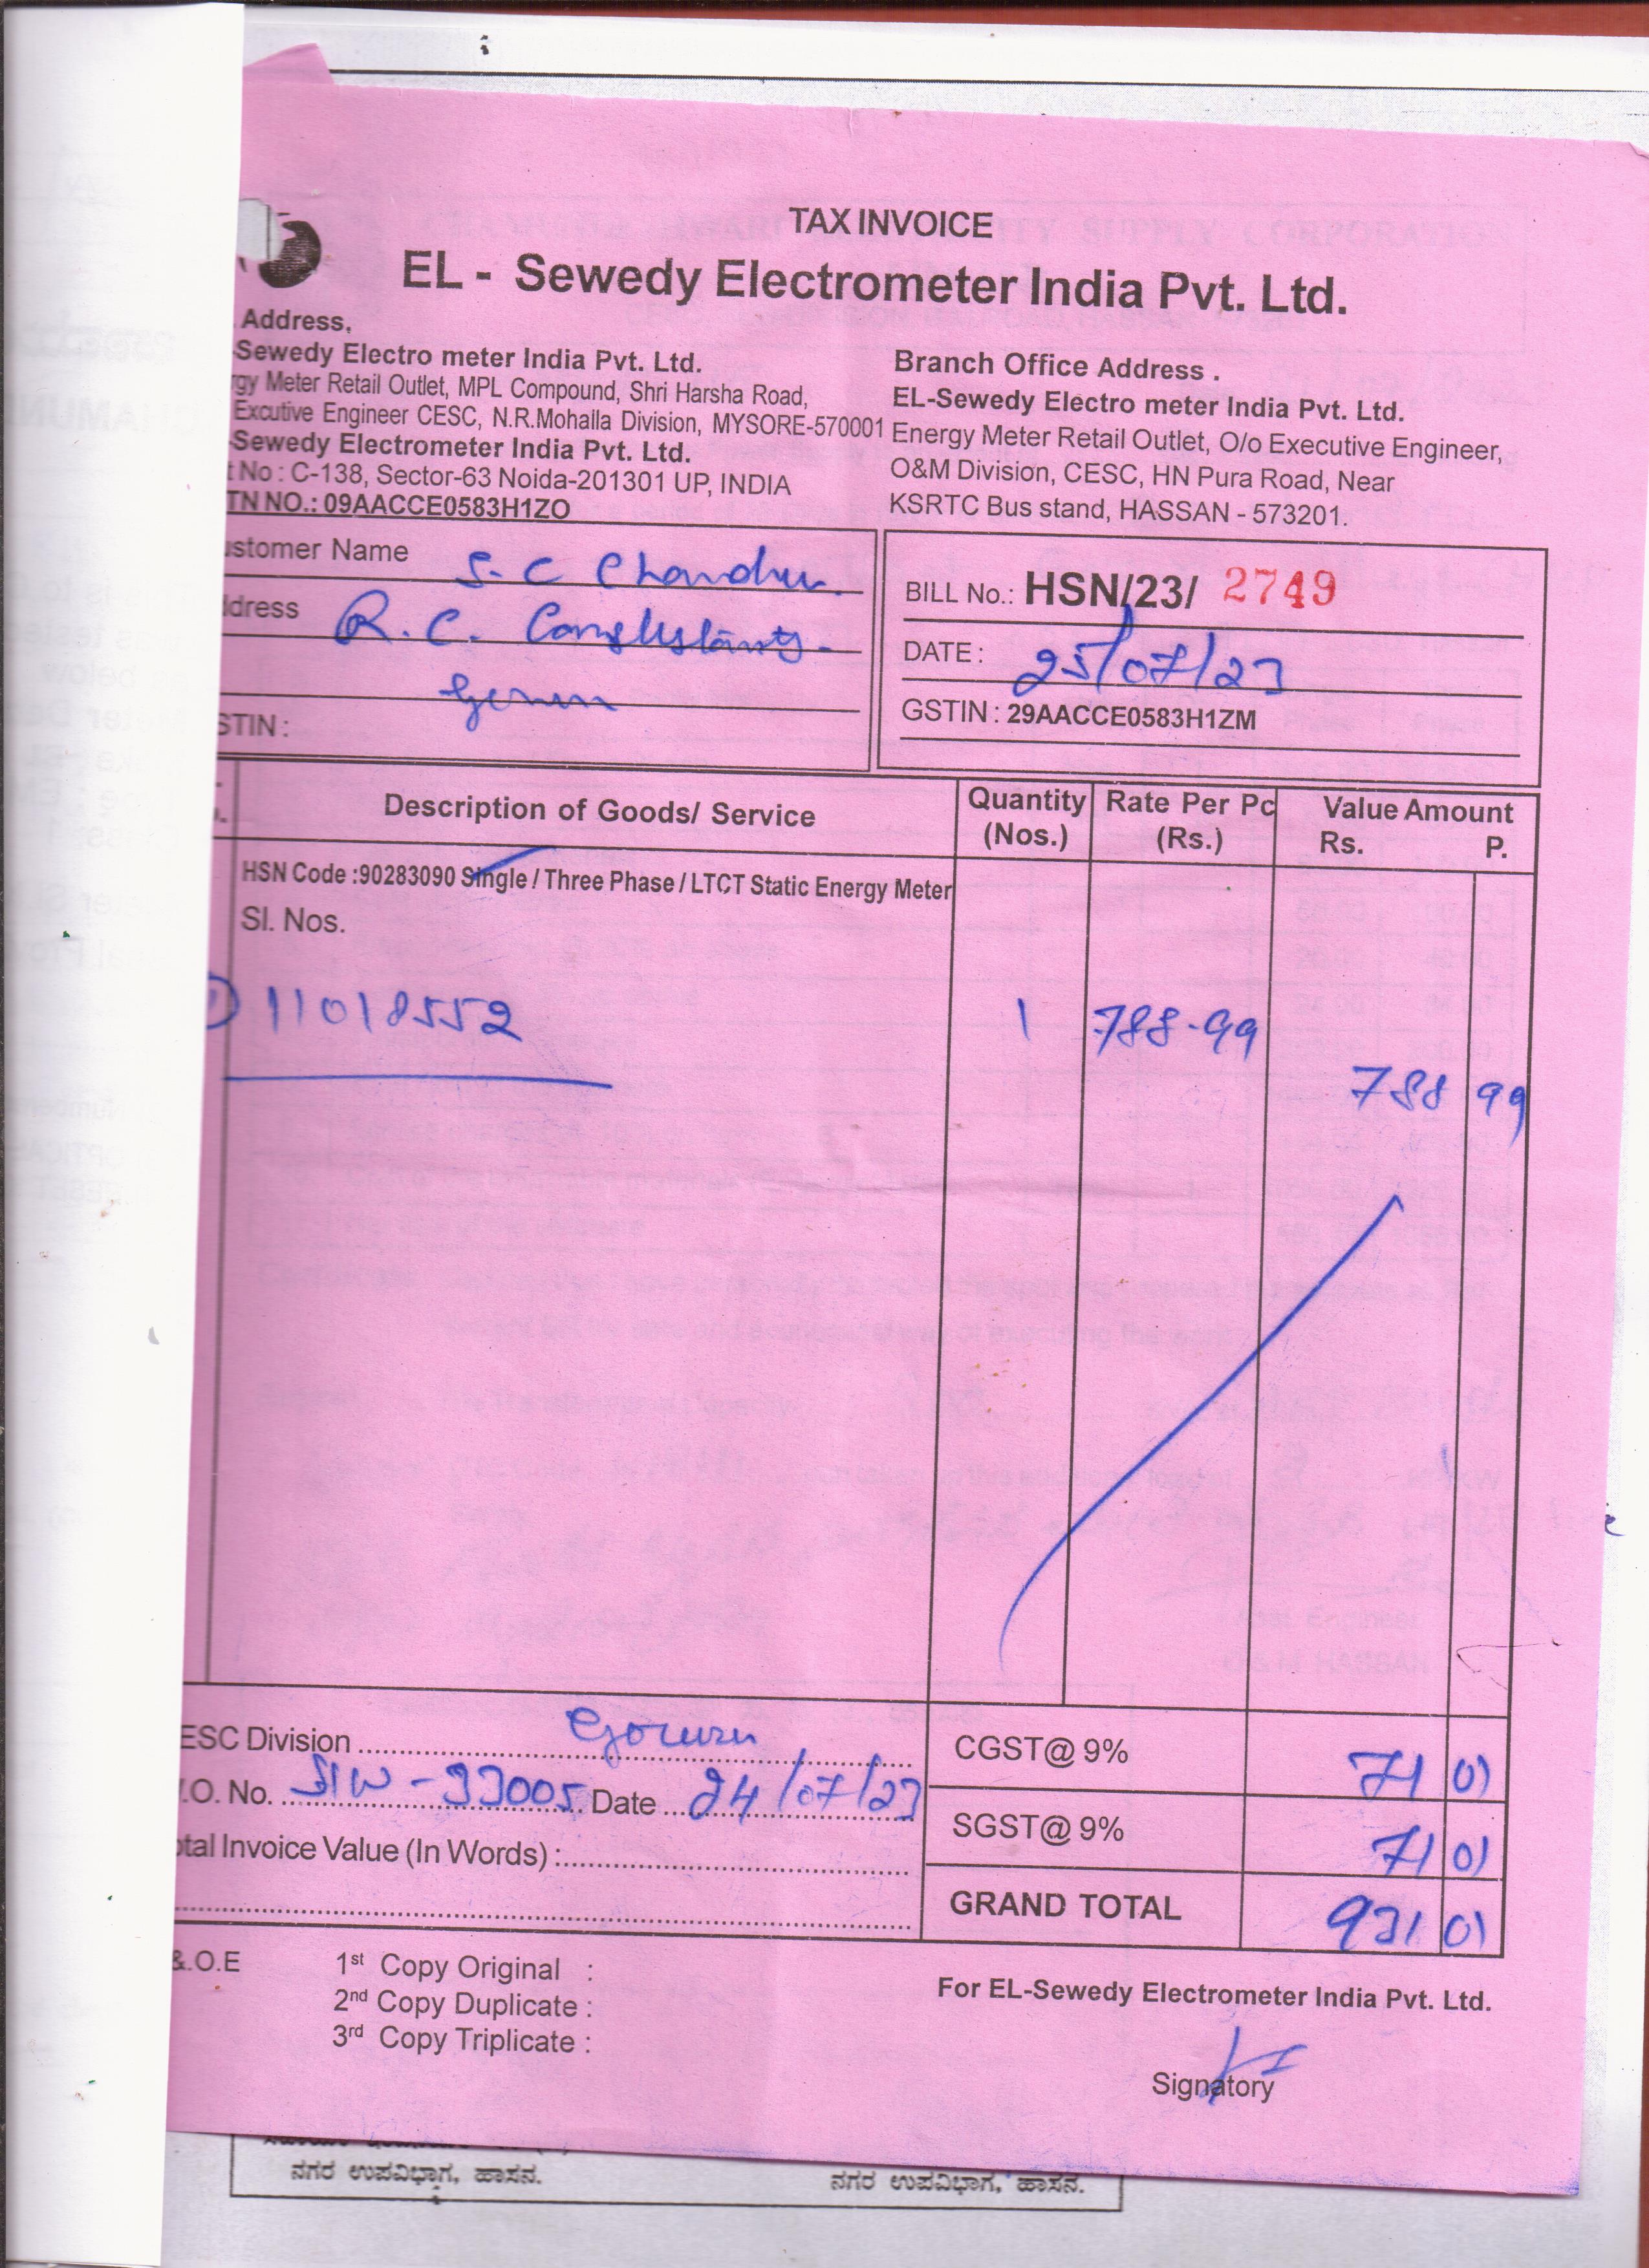 TAX INVOICE
EL - Sewedy Electrometer India Pvt. Ltd.
Address,
-Sewedy Electro meter India Pvt. Ltd.
rgy Meter Retail Outlet, MPL Compound, Shri Harsha Road,
Excutive Engineer CESC, N.R.Mohalla Division, MYSORE-570001
-Sewedy Electrometer India Pvt. Ltd.
t No : C-138, Sector-63 Noida-201301 UP, INDIA
TN NO.: 09AACCE0583H1ZO
Branch Office Address .
EL-Sewedy Electro meter India Pvt. Ltd.
Energy Meter Retail Outlet, O/o Executive Engineer,
O&M Division, CESC, HN Pura Road, Near
KSRTC Bus stand, HASSAN - 573201.
ustomer Name S. C Chandru
ddress R. C.
STIN :
BILL No.: HSN/23/ 2749
DATE : 25/07/23
GSTIN : 29AACCE0583H1ZM
Description of Goods/ Service Quantity (Nos.) Rate Per Pc (Rs.) Value Amount Rs. P.
HSN Code :90283090 Single / Three Phase / LTCT Static Energy Meter
Sl. Nos.
1) 11018552 1 788.99
788 99
ESC Division Goruru
.O. No. 33005 Date 24/07/23
otal Invoice Value (In Words) :
CGST@ 9% 71 01
SGST@ 9% 71 01
GRAND TOTAL 931 01
&.O.E
1st Copy Original :
2nd Copy Duplicate :
3rd Copy Triplicate :
For EL-Sewedy Electrometer India Pvt. Ltd.
Signatory
ನಗರ ಉಪವಿಭಾಗ, ಹಾಸನ. ನಗರ ಉಪವಿಭಾಗ, ಹಾಸನ.